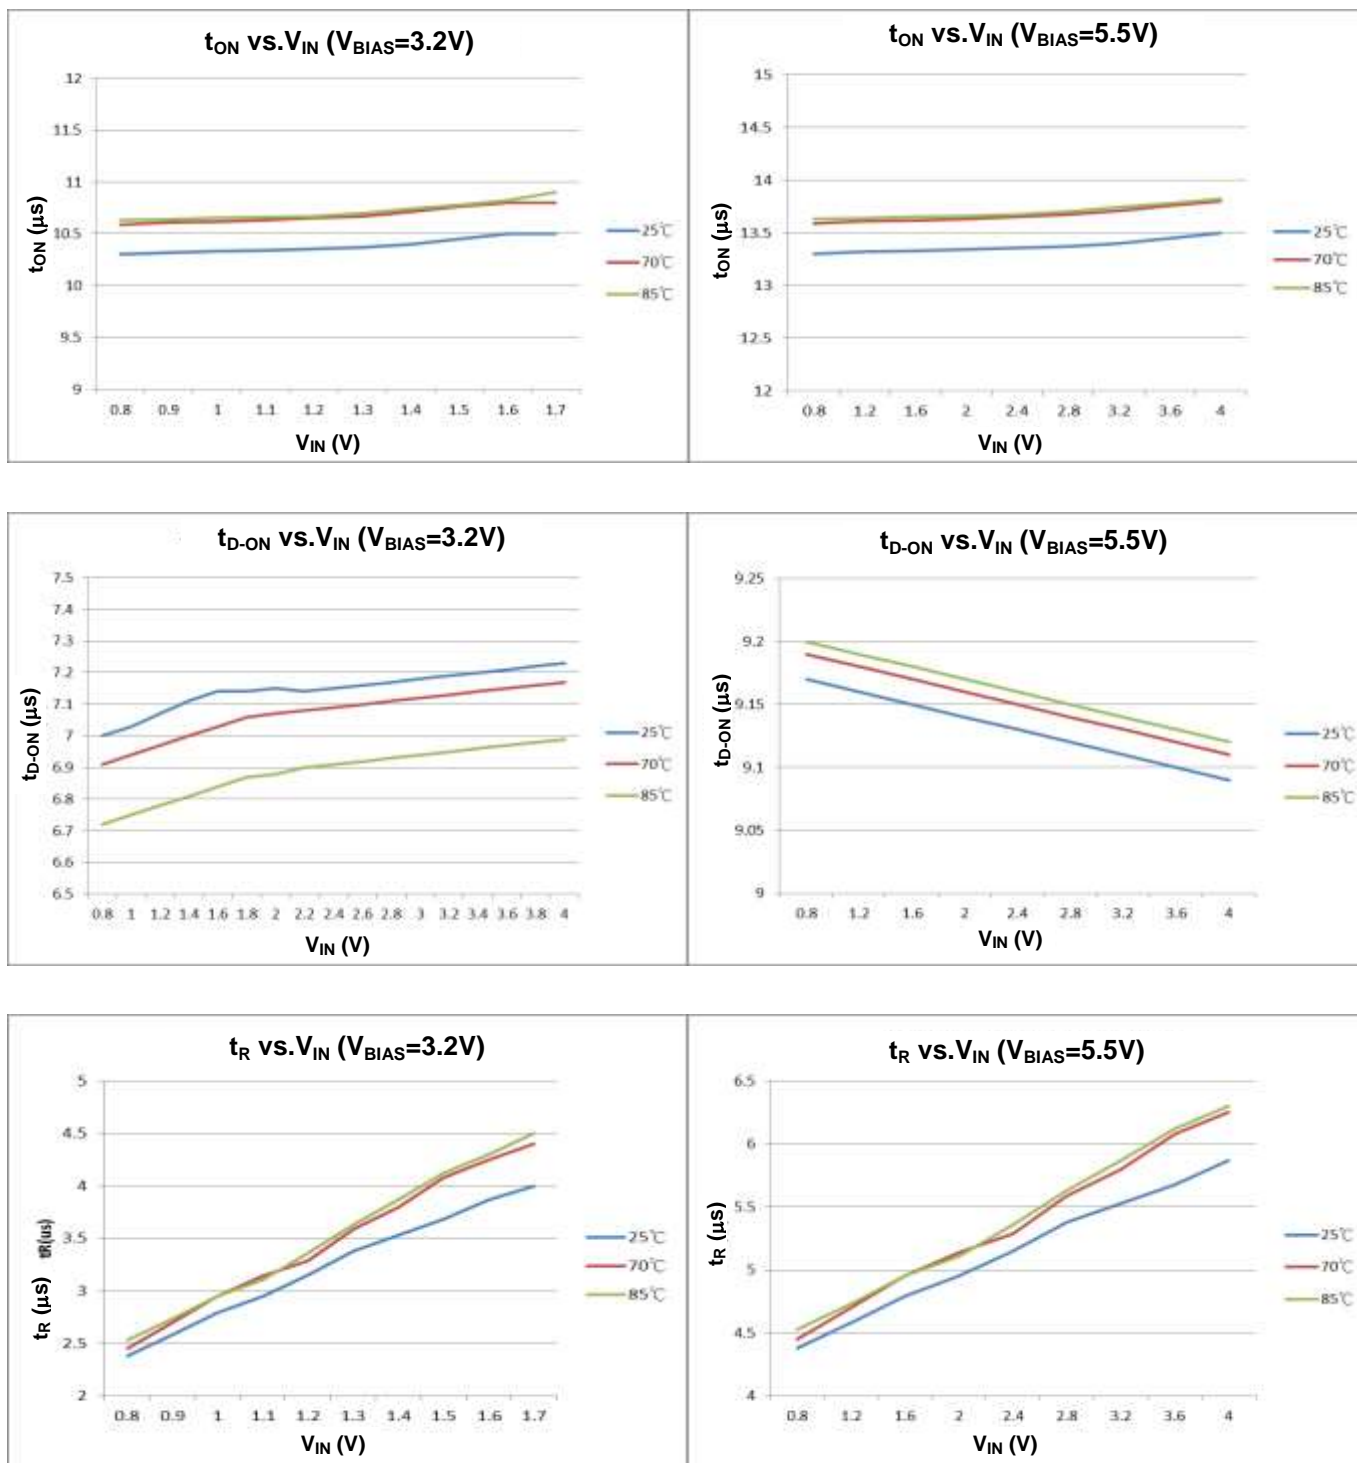 tON vs.VIN (VBIAS=3.2V)
12
11.5
11
10.5
10
9.5
9
tON (µs)
0.8 0.9 1 1.1 1.2 1.3 1.4 1.5 1.6 1.7
VIN (V)
25℃
70℃
85℃
tON vs.VIN (VBIAS=5.5V)
15
14.5
14
13.5
13
12.5
12
tON (µs)
0.8 1.2 1.6 2 2.4 2.8 3.2 3.6 4
VIN (V)
25℃
70℃
85℃
tD-ON vs.VIN (VBIAS=3.2V)
7.5
7.4
7.3
7.2
7.1
7
6.9
6.8
6.7
6.6
6.5
tD-ON (µs)
0.8 1 1.2 1.4 1.6 1.8 2 2.2 2.4 2.6 2.8 3 3.2 3.4 3.6 3.8 4
VIN (V)
25℃
70℃
85℃
tD-ON vs.VIN (VBIAS=5.5V)
9.25
9.2
9.15
9.1
9.05
9
tD-ON (µs)
0.8 1.2 1.6 2 2.4 2.8 3.2 3.6 4
VIN (V)
25℃
70℃
85℃
tR vs.VIN (VBIAS=3.2V)
5
4.5
4
3.5
3
2.5
2
tR(us)
tR (µs)
0.8 0.9 1 1.1 1.2 1.3 1.4 1.5 1.6 1.7
VIN (V)
25℃
70℃
85℃
tR vs.VIN (VBIAS=5.5V)
6.5
6
5.5
5
4.5
4
tR (µs)
0.8 1.2 1.6 2 2.4 2.8 3.2 3.6 4
VIN (V)
25℃
70℃
85℃